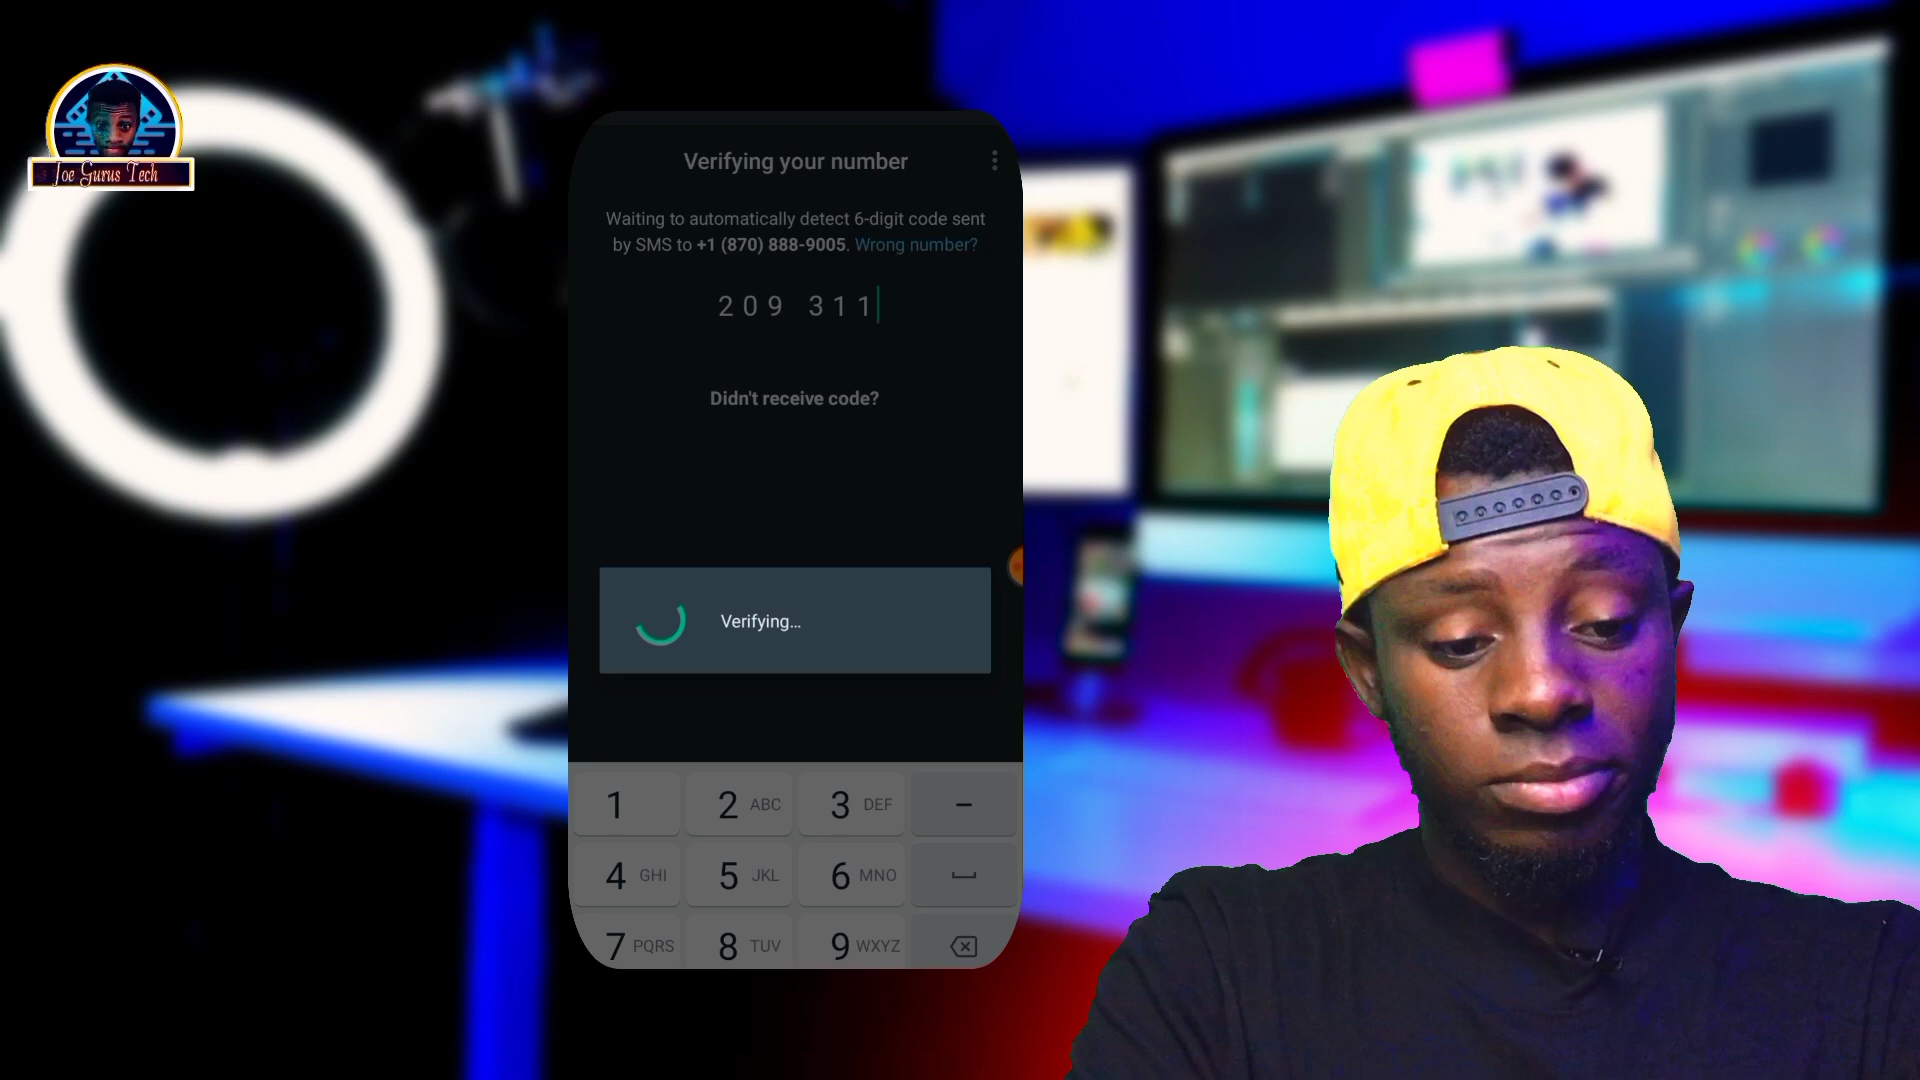 Joe Gurus Tech
Verifying your number
Waiting to automatically detect 6-digit code sent
by SMS to +1 (870) 888-9005. Wrong number?
209 311
Didn't receive code?
Verifying...
1 2 ABC 3 DEF –
4 GHI 5 JKL 6 MNO
7 PQRS 8 TUV 9 WXYZ